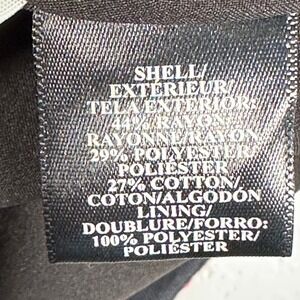 SHELL/
EXTÉRIEUR/
TELA EXTERIOR:
44% RAYON/
RAYONNE/RAYON
29% POLYESTER/
POLIÉSTER
27% COTTON/
COTON/ALGODÓN
LINING/
DOUBLURE/FORRO:
100% POLYESTER/
POLIÉSTER